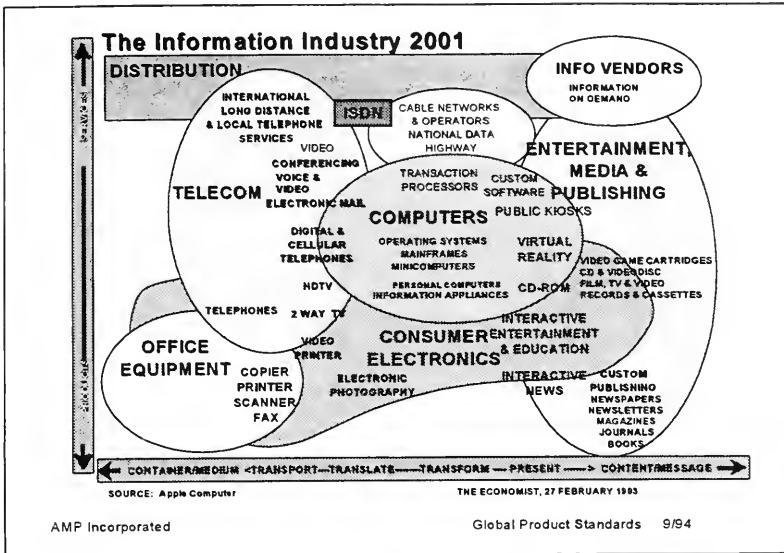 The Information Industry 2001
DISTRIBUTION
INFO VENDORS
INFORMATION
ON DEMAND
INTERNATIONAL
LONG DISTANCE
& LOCAL TELEPHONE
SERVICES
ISDN
CABLE NETWORKS
& OPERATORS
NATIONAL DATA
HIGHWAY
VIDEO
CONFERENCING
VOICE &
VIDEO
ELECTRONIC MAIL
TELECOM
DIGITAL &
CELLULAR
TELEPHONES
HDTV
TELEPHONES
2 WAY TV
VIDEO
PRINTER
TRANSACTION
PROCESSORS
CUSTOM
SOFTWARE
PUBLIC KIOSKS
COMPUTERS
OPERATING SYSTEMS
MAINFRAMES
MINICOMPUTERS
PERSONAL COMPUTERS
INFORMATION APPLIANCES
VIRTUAL
REALITY
CD-ROM
ENTERTAINMENT,
MEDIA &
PUBLISHING
VIDEO GAME CARTRIDGES
CD & VIDEODISC
FILM, TV & VIDEO
RECORDS & CASSETTES
OFFICE
EQUIPMENT
COPIER
PRINTER
SCANNER
FAX
CONSUMER
ELECTRONICS
ELECTRONIC
PHOTOGRAPHY
INTERACTIVE
ENTERTAINMENT
& EDUCATION
INTERACTIVE
NEWS
CUSTOM
PUBLISHING
NEWSPAPERS
NEWSLETTERS
MAGAZINES
JOURNALS
BOOKS
CONTAINER/MEDIUM <TRANSPORT—TRANSLATE——TRANSFORM — PRESENT ——> CONTENT/MESSAGE
SOURCE: Apple Computer
THE ECONOMIST, 27 FEBRUARY 1993
AMP Incorporated
Global Product Standards 9/94